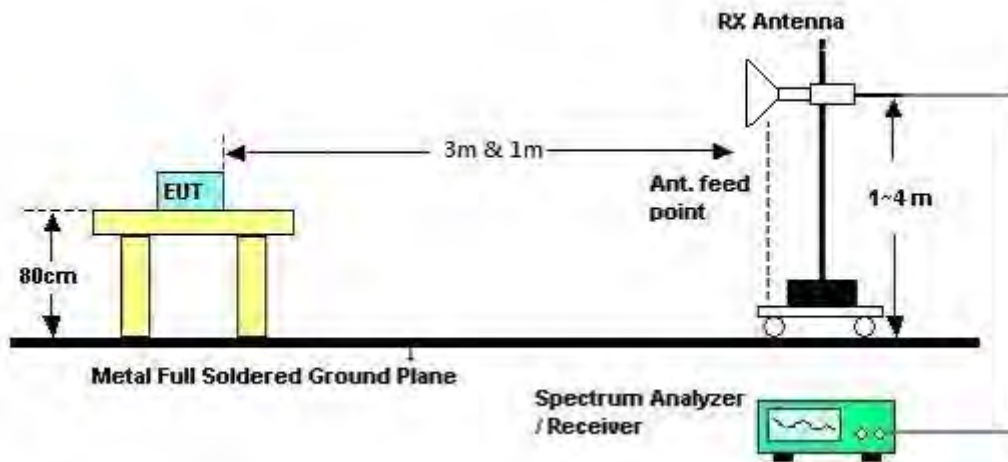 RX Antenna
3m & 1m
EUT
Ant. feed
point
1~4 m
80cm
Metal Full Soldered Ground Plane
Spectrum Analyzer
/ Receiver